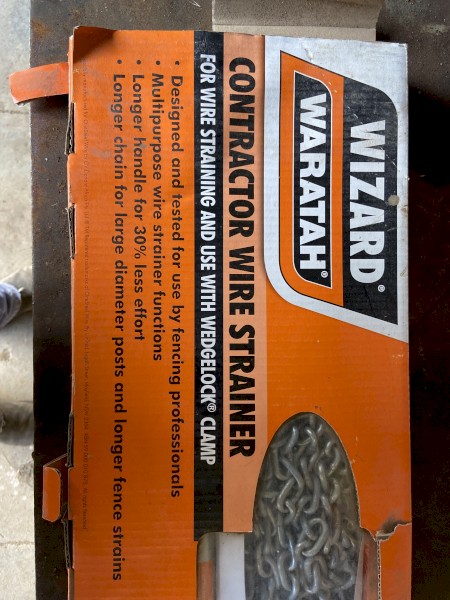 WIZARD®
WARATAH®
CONTRACTOR WIRE STRAINER
FOR WIRE STRAINING AND USE WITH WEDGELOCK® CLAMP
• Designed and tested for use by fencing professionals
• Multipurpose wire strainer functions
• Longer handle for 30% less effort
• Longer chain for large diameter posts and longer fence strains